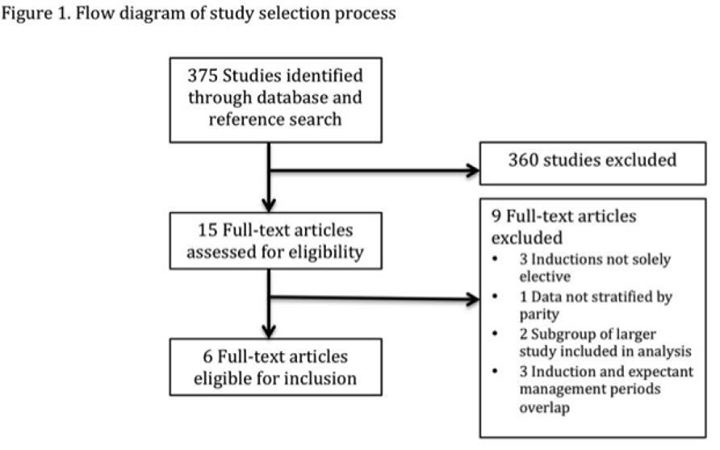 Figure 1. Flow diagram of study selection process
375 Studies identified
through database and
reference search
360 studies excluded
15 Full-text articles
assessed for eligibility
9 Full-text articles
excluded
• 3 Inductions not solely
elective
• 1 Data not stratified by
parity
• 2 Subgroup of larger
study included in analysis
• 3 Induction and expectant
management periods
overlap
6 Full-text articles
eligible for inclusion